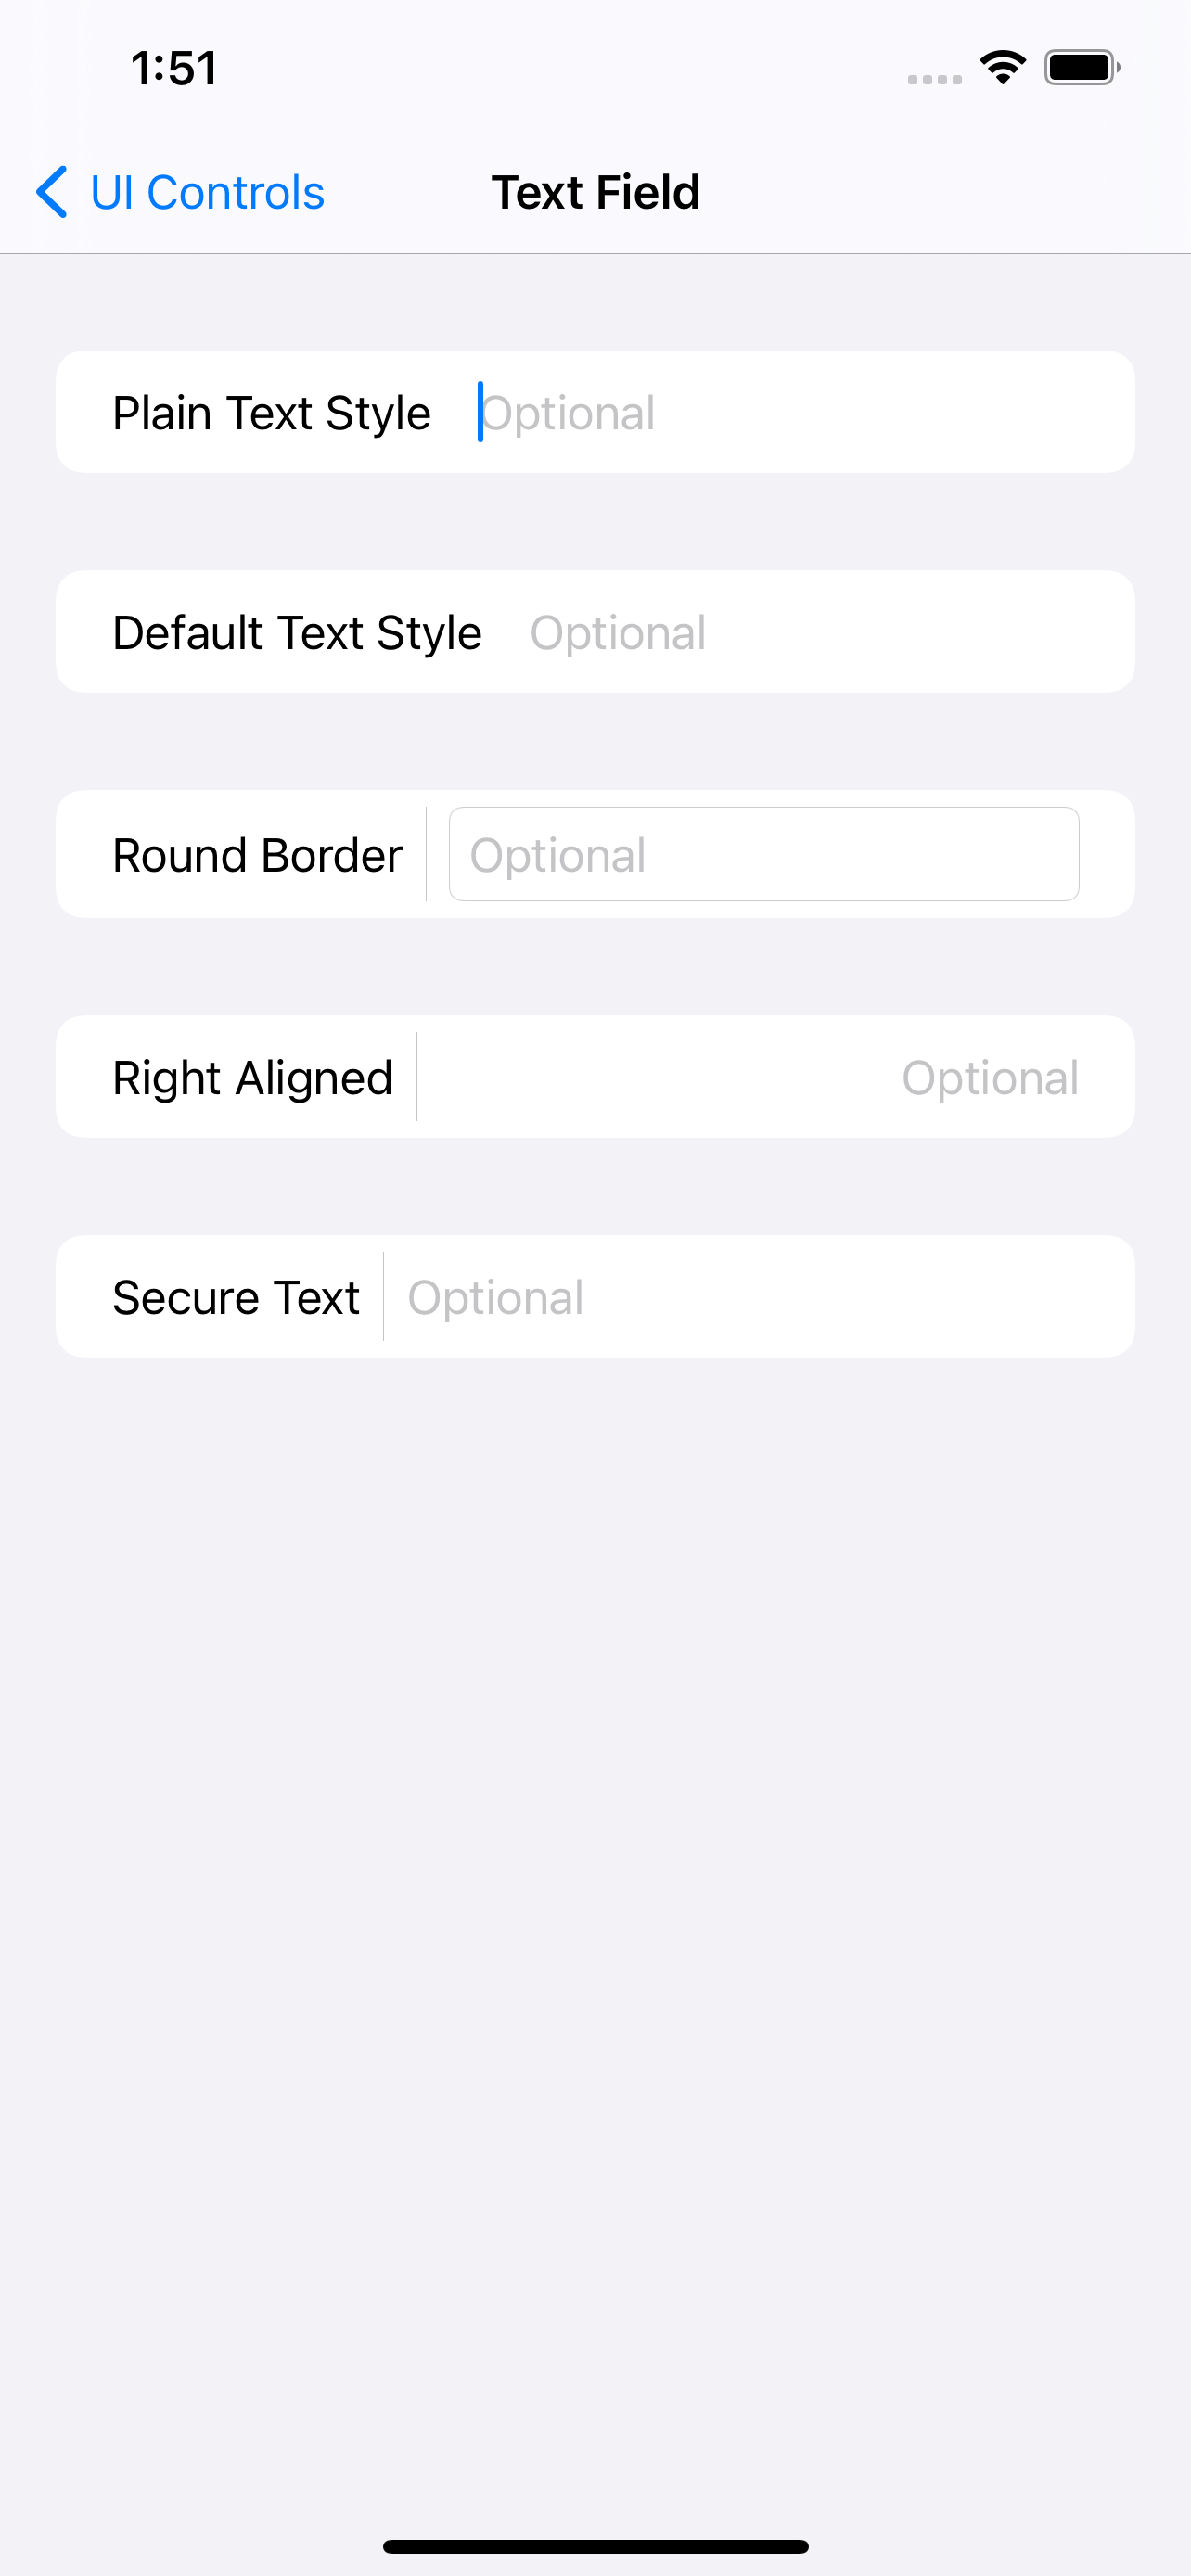 1:51
UI Controls Text Field
Plain Text Style Optional
Default Text Style Optional
Round Border Optional
Right Aligned Optional
Secure Text Optional